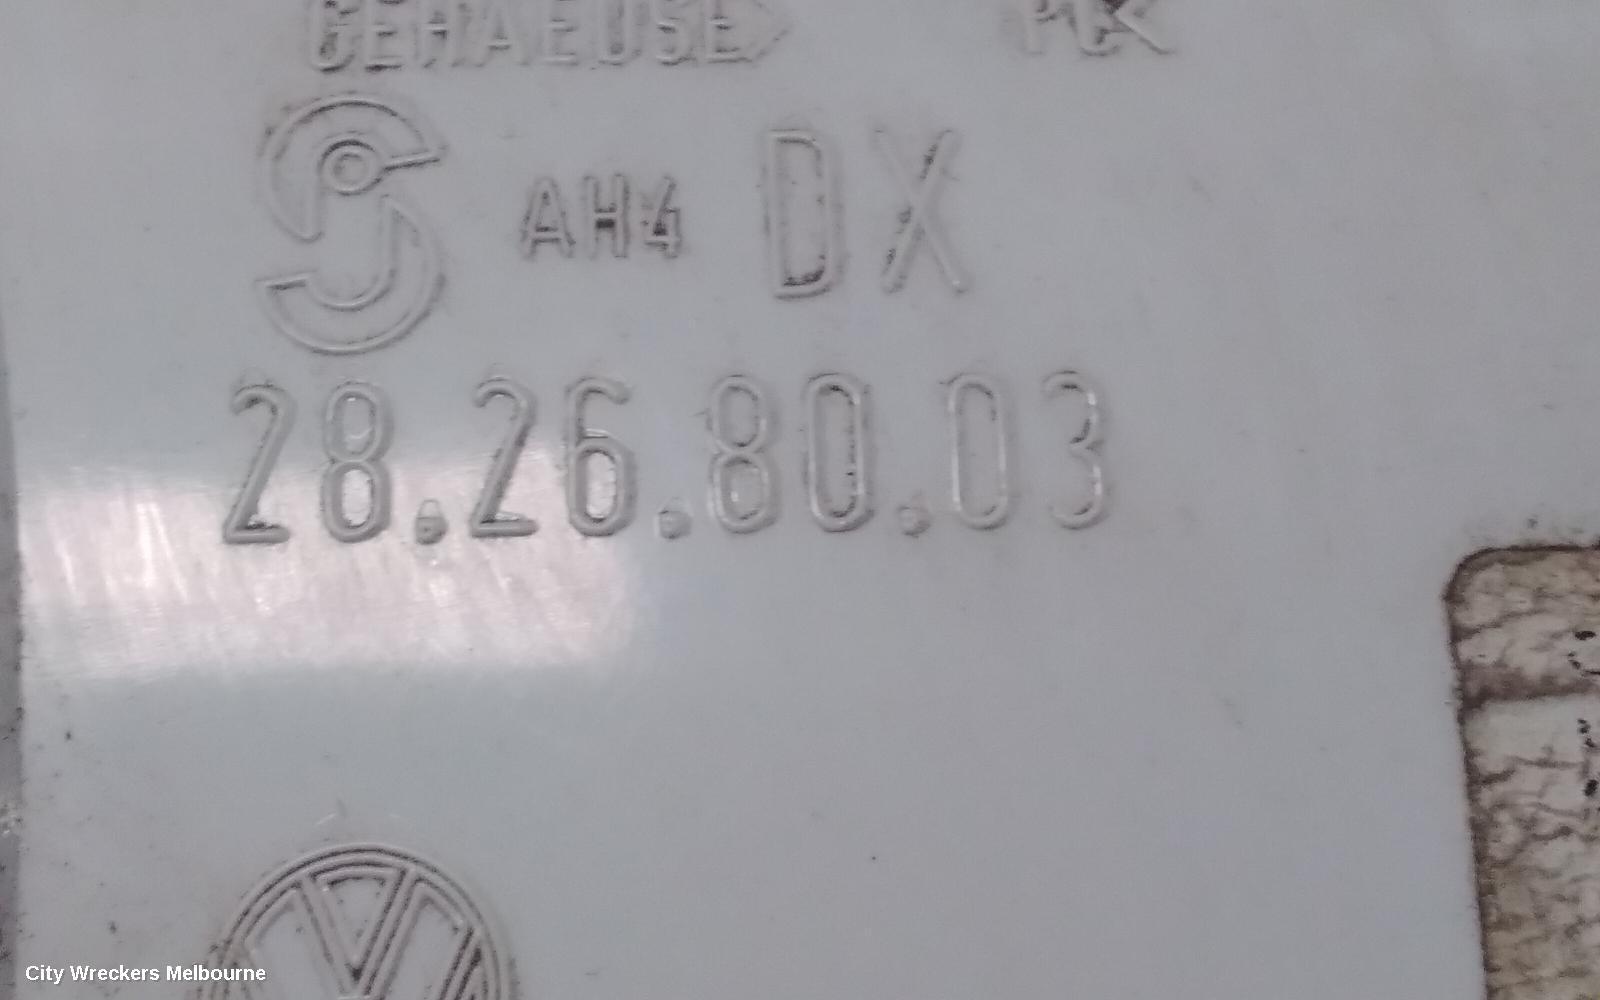 GEHAEUSE> PC<
AH4 DX
28.26.80.03
City Wreckers Melbourne